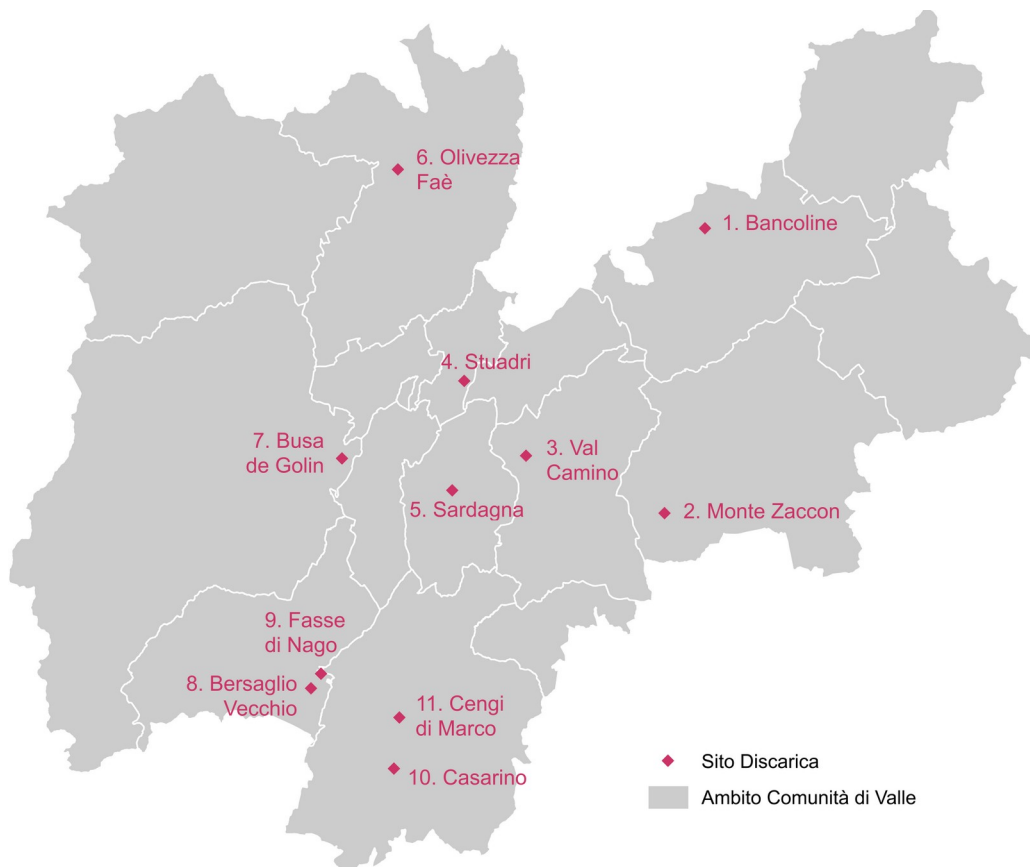 6. Olivezza
Faè
1. Bancoline
4. Stuadri
7. Busa
de Golin
3. Val
Camino
5. Sardagna
2. Monte Zaccon
9. Fasse
di Nago
8. Bersaglio
Vecchio
11. Cengi
di Marco
10. Casarino
Sito Discarica
Ambito Comunità di Valle